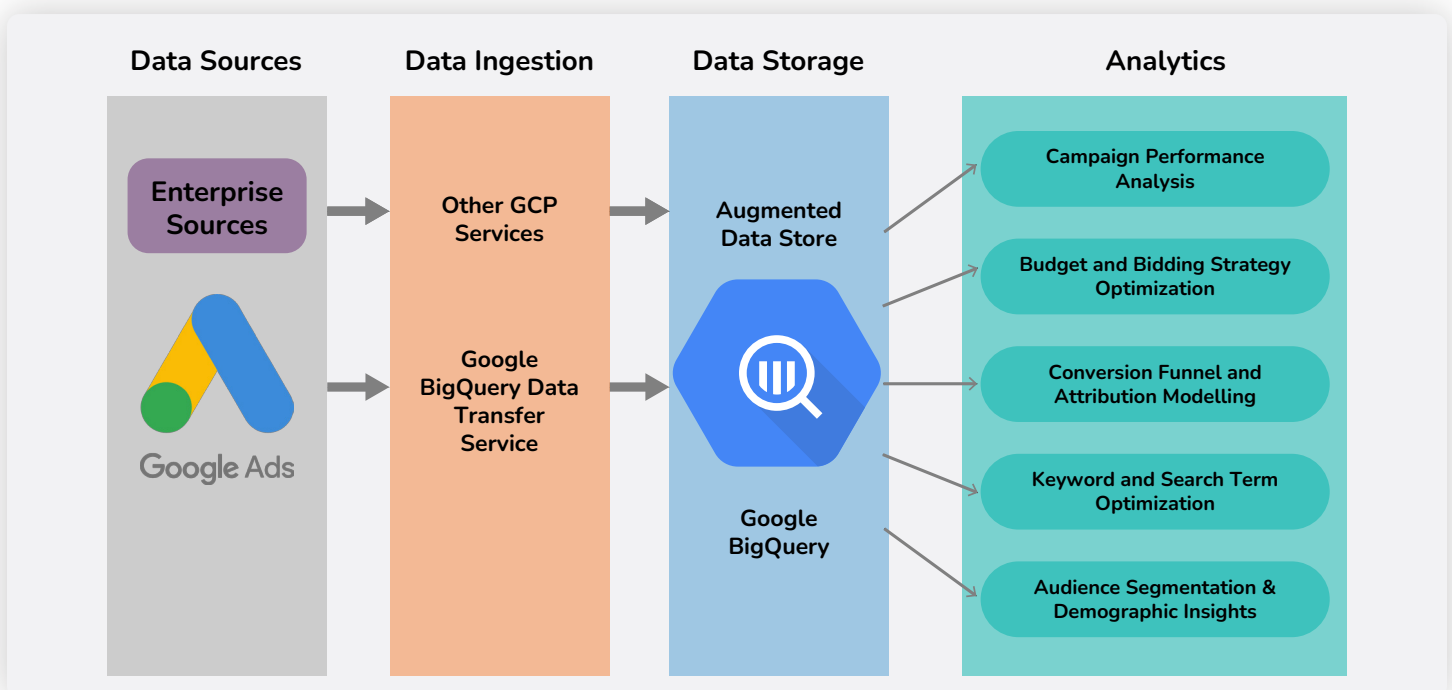 Data Sources
Data Ingestion
Data Storage
Analytics
Enterprise
Sources
Google Ads
Other GCP
Services
Google
BigQuery Data
Transfer
Service
Augmented
Data Store
Google
BigQuery
Campaign Performance
Analysis
Budget and Bidding Strategy
Optimization
Conversion Funnel and
Attribution Modelling
Keyword and Search Term
Optimization
Audience Segmentation &
Demographic Insights